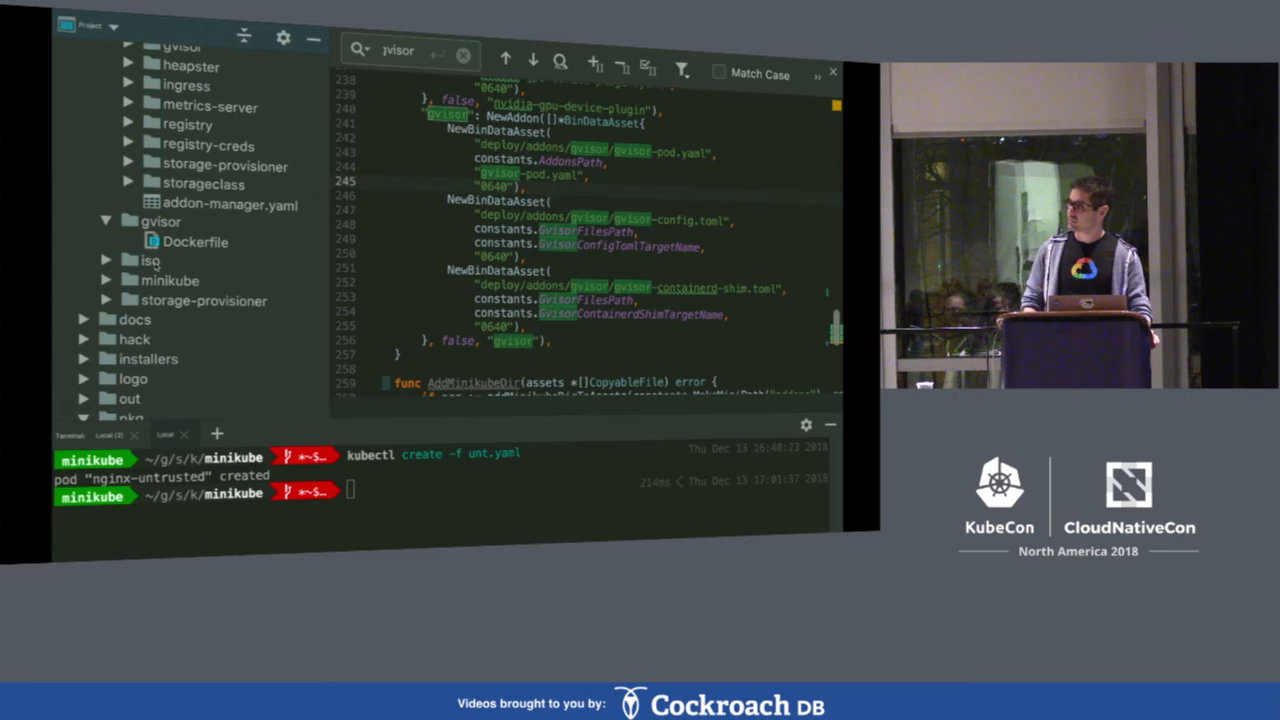 Project
gvisor
heapster
ingress
metrics-server
registry
registry-creds
storage-provisioner
storageclass
addon-manager.yaml
gvisor
Dockerfile
iso
minikube
storage-provisioner
docs
hack
installers
logo
out
pkg
gvisor
Match Case
238
239 "0640"),
240 }, false, "nvidia-gpu-device-plugin"),
241 "gvisor": NewAddon([]*BinDataAsset{
242 NewBinDataAsset(
243 "deploy/addons/gvisor/gvisor-pod.yaml",
244 constants.AddonsPath,
245 "gvisor-pod.yaml",
246 "0640"),
247 NewBinDataAsset(
248 "deploy/addons/gvisor/gvisor-config.toml",
249 constants.GvisorFilesPath,
250 constants.GvisorConfigTomlTargetName,
251 "0640"),
252 NewBinDataAsset(
253 "deploy/addons/gvisor/gvisor-containerd-shim.toml",
254 constants.GvisorFilesPath,
255 constants.GvisorContainerdShimTargetName,
256 "0640"),
257 }, false, "gvisor"),
}
259 func AddMinikubeDir(assets *[]CopyableFile) error {
Terminal: Local (2) × Local × +
minikube ~/g/s/k/minikube *~$… kubectl create -f unt.yaml Thu Dec 13 16:40:23 2018
pod "nginx-untrusted" created
minikube ~/g/s/k/minikube *~$… 214ms < Thu Dec 13 17:01:37 2018
KubeCon CloudNativeCon
North America 2018
Videos brought to you by: Cockroach DB